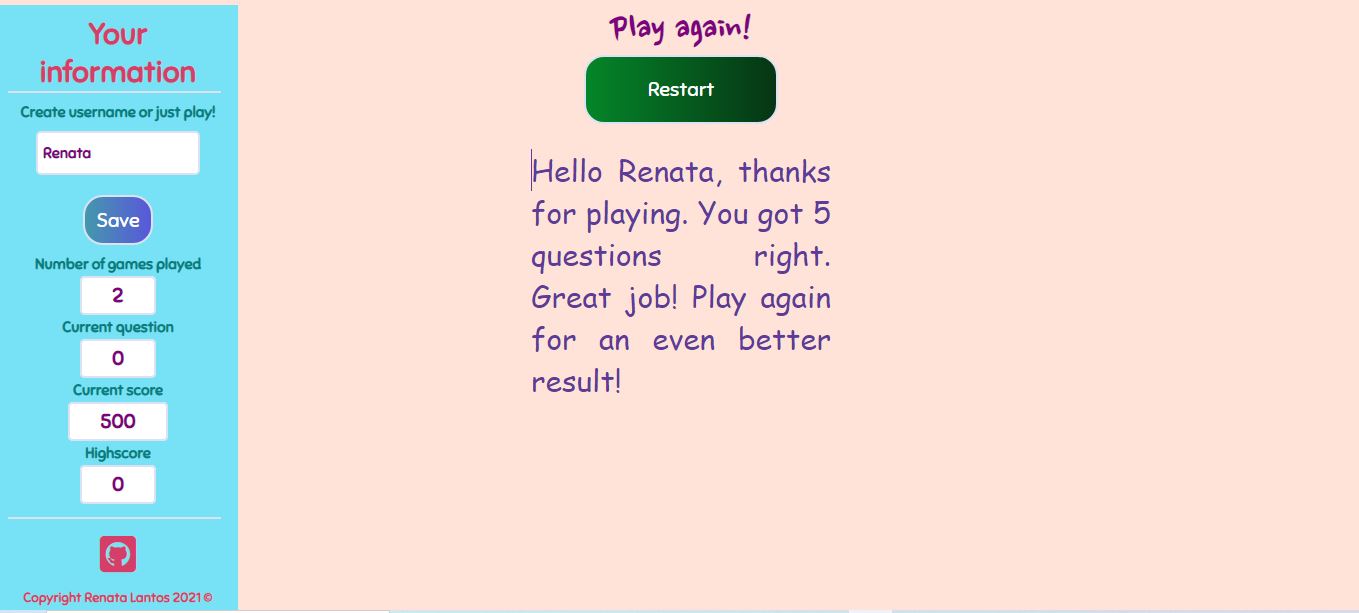 Your
information
Create username or just play!
Renata
Save
Number of games played
2
Current question
0
Current score
500
Highscore
0
Copyright Renata Lantos 2021 ©
Play again!
Restart
Hello Renata, thanks
for playing. You got 5
questions right.
Great job! Play again
for an even better
result!